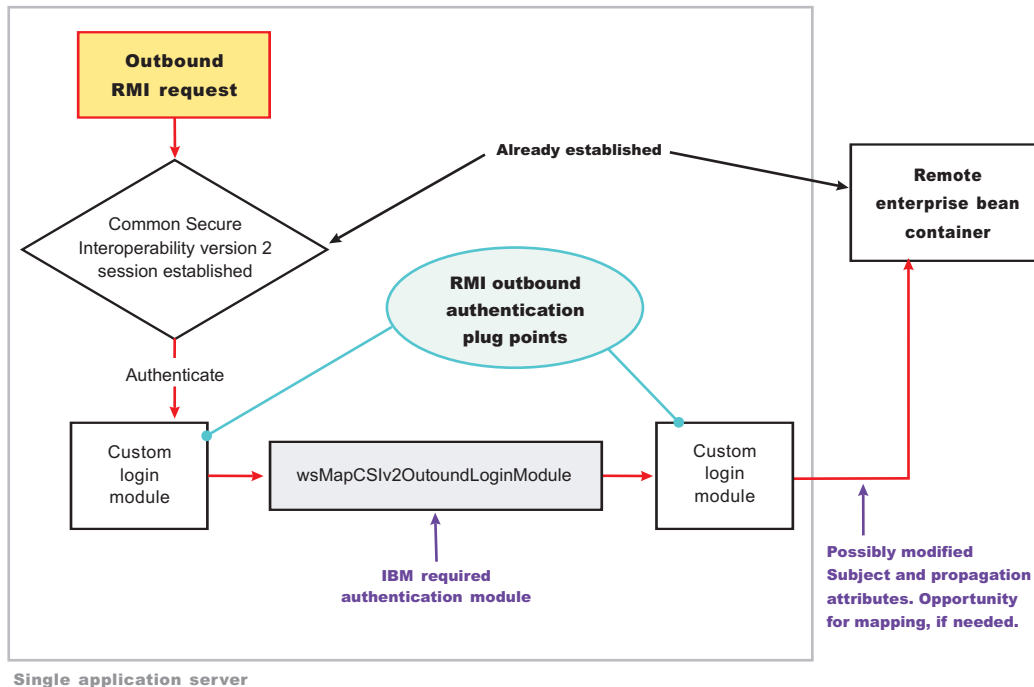 Outbound
RMI request
Already established
Remote
enterprise bean
container
Common Secure
Interoperability version 2
session established
RMI outbound
authentication
plug points
Authenticate
Custom
login
module
wsMapCSIv2OutoundLoginModule
Custom
login
module
IBM required
authentication module
Possibly modified
Subject and propagation
attributes. Opportunity
for mapping, if needed.
Single application server